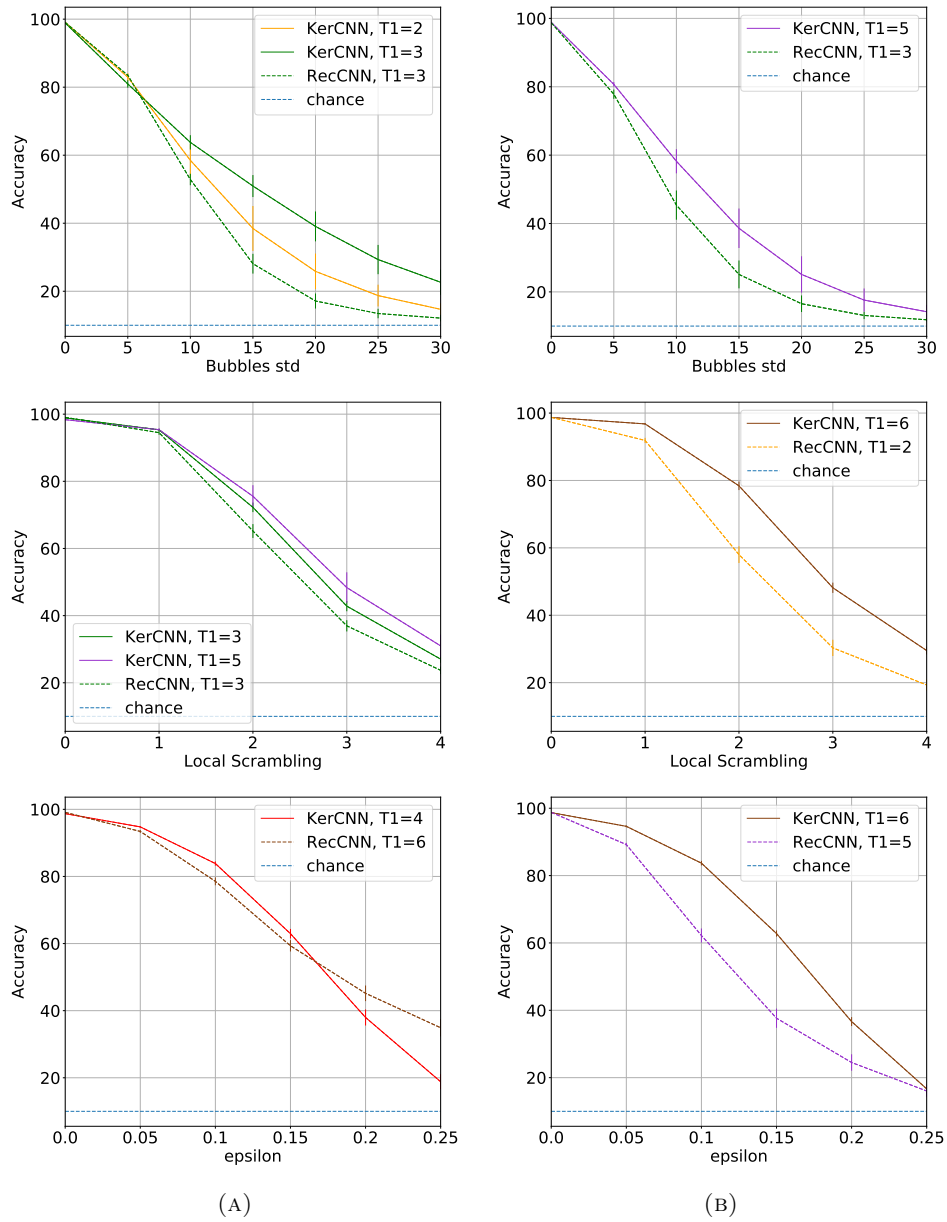 KerCNN, T1=2
KerCNN, T1=3
RecCNN, T1=3
chance
Accuracy
100
80
60
40
20
0 5 10 15 20 25 30
Bubbles std
KerCNN, T1=5
RecCNN, T1=3
chance
Accuracy
100
80
60
40
20
0 5 10 15 20 25 30
Bubbles std
KerCNN, T1=3
KerCNN, T1=5
RecCNN, T1=3
chance
Accuracy
100
80
60
40
20
0 1 2 3 4
Local Scrambling
KerCNN, T1=6
RecCNN, T1=2
chance
Accuracy
100
80
60
40
20
0 1 2 3 4
Local Scrambling
KerCNN, T1=4
RecCNN, T1=6
chance
Accuracy
100
80
60
40
20
0.0 0.05 0.1 0.15 0.2 0.25
epsilon
KerCNN, T1=6
RecCNN, T1=5
chance
Accuracy
100
80
60
40
20
0.0 0.05 0.1 0.15 0.2 0.25
epsilon
(A)
(B)